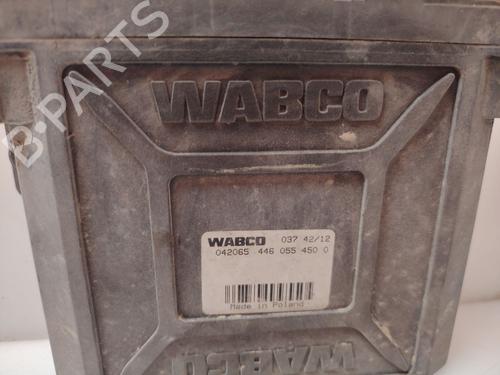 B-PARTS
WABCO
WABCO 037 42/12
042065 446 055 450 0
Made in Poland
WABCO